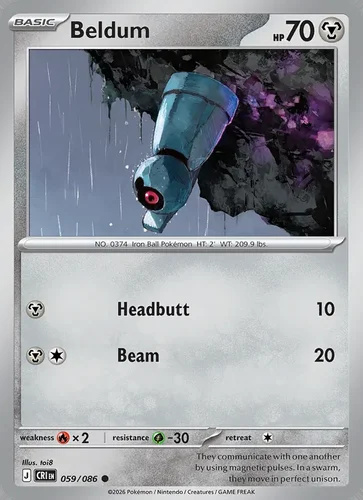 BASIC
Beldum
HP 70
NO. 0374 Iron Ball Pokémon HT: 2' WT: 209.9 lbs.
Headbutt 10
Beam 20
weakness ×2 resistance -30 retreat
Illus. toi8
They communicate with one another
by using magnetic pulses. In a swarm,
they move in perfect unison.
J CRI EN 059/086
©2026 Pokémon / Nintendo / Creatures / GAME FREAK